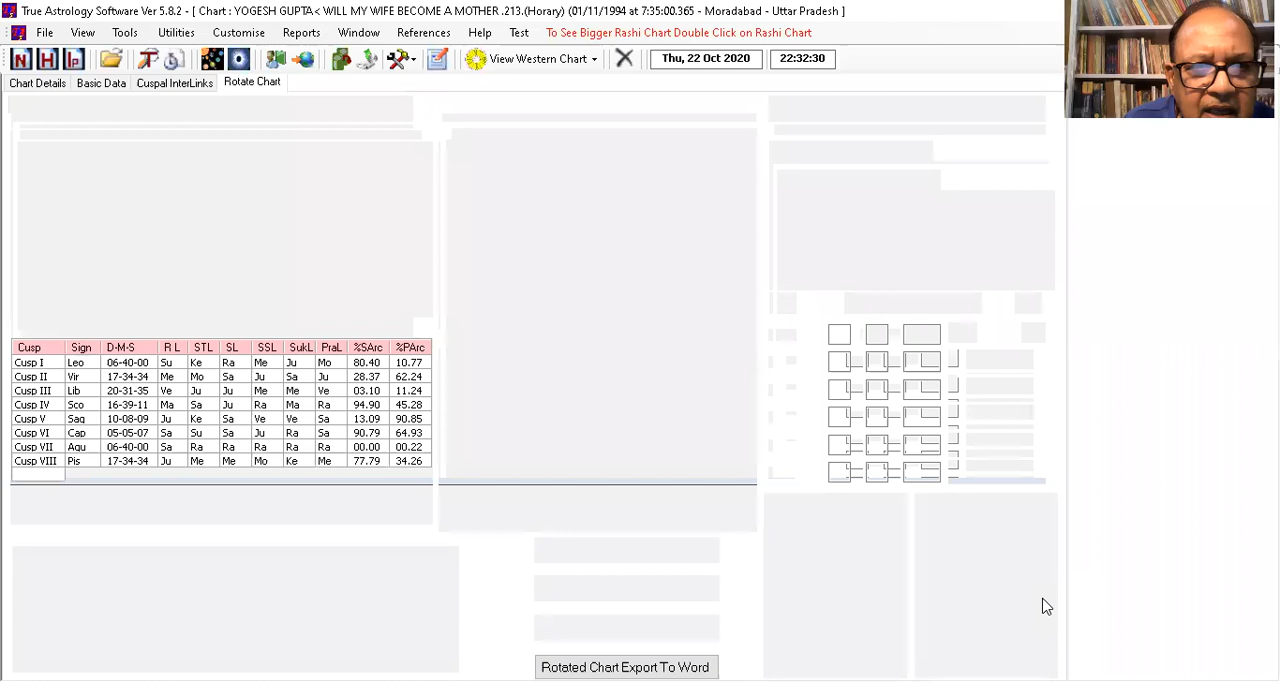 True Astrology Software Ver 5.8.2 - [ Chart : YOGESH GUPTA< WILL MY WIFE BECOME A MOTHER .213.(Horary) (01/11/1994 at 7:35:00.365 - Moradabad - Uttar Pradesh ]
File View Tools Utilities Customise Reports Window References Help Test To See Bigger Rashi Chart Double Click on Rashi Chart
N H Ip View Western Chart Thu, 22 Oct 2020 22:32:30
Chart Details Basic Data Cuspal InterLinks Rotate Chart
Cusp Sign D-M-S R L STL SL SSL SukL PraL %SArc %PArc
Cusp I Leo 06-40-00 Su Ke Ra Me Ju Mo 80.40 10.77
Cusp II Vir 17-34-34 Me Mo Sa Ju Sa Ju 28.37 62.24
Cusp III Lib 20-31-35 Ve Ju Ju Me Me Ve 03.10 11.24
Cusp IV Sco 16-39-11 Ma Sa Ju Ra Ma Ra 94.90 45.28
Cusp V Sag 10-08-09 Ju Ke Sa Ve Ve Sa 13.09 90.85
Cusp VI Cap 05-05-07 Sa Su Sa Ju Ra Sa 90.79 64.93
Cusp VII Aqu 06-40-00 Sa Ra Ra Ra Ra Ra 00.00 00.22
Cusp VIII Pis 17-34-34 Ju Me Me Mo Ke Me 77.79 34.26
Rotated Chart Export To Word